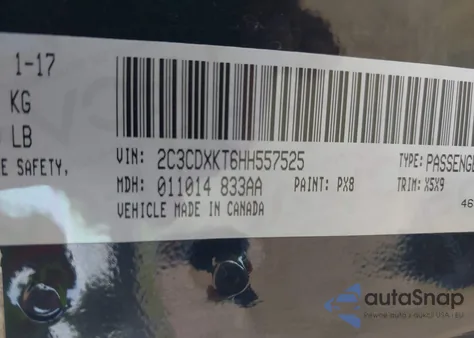 1-17
KG
LB
E SAFETY,
VIN: 2C3CDXKT6HH557525
TYPE: PASSENGE
MDH: 011014 833AA
PAINT: PX8
TRIM: X5X9
VEHICLE MADE IN CANADA
46
autoSnap